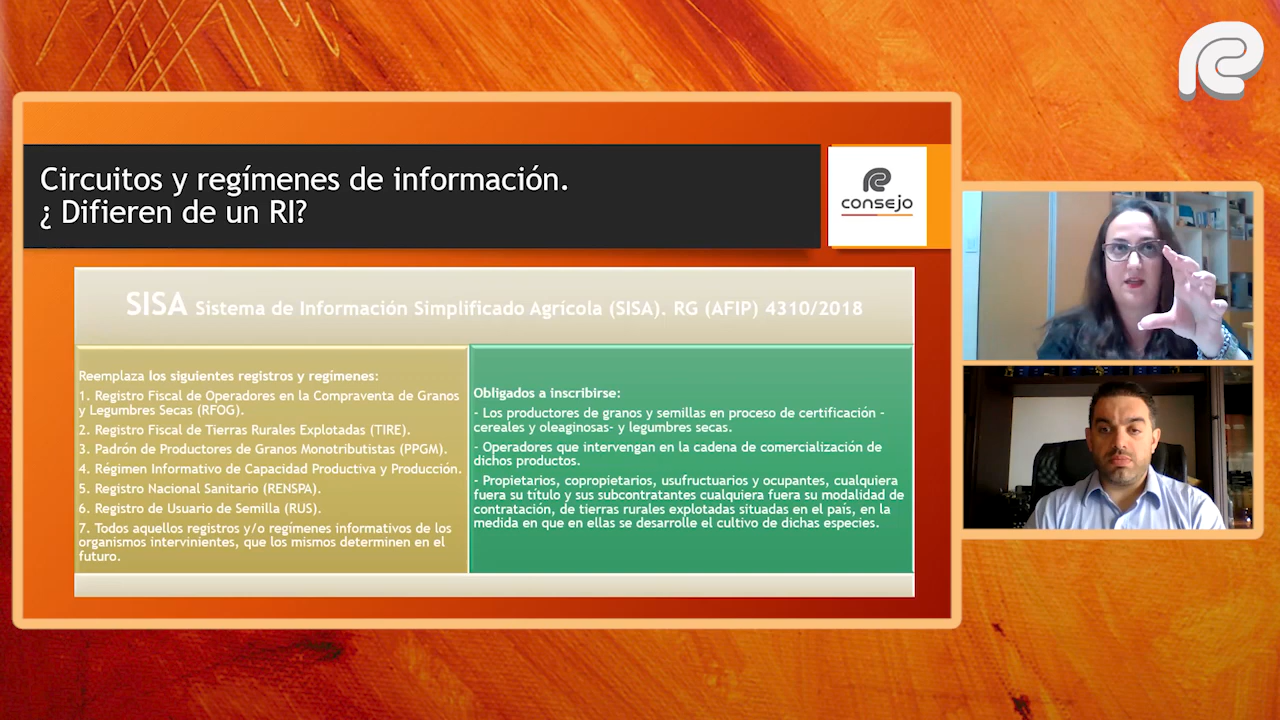 Circuitos y regímenes de información.
¿ Difieren de un RI?
consejo
SISA Sistema de Información Simplificado Agrícola (SISA). RG (AFIP) 4310/2018
Reemplaza los siguientes registros y regímenes:
1. Registro Fiscal de Operadores en la Compraventa de Granos
y Legumbres Secas (RFOG).
2. Registro Fiscal de Tierras Rurales Explotadas (TIRE).
3. Padrón de Productores de Granos Monotributistas (PPGM).
4. Régimen Informativo de Capacidad Productiva y Producción.
5. Registro Nacional Sanitario (RENSPA).
6. Registro de Usuario de Semilla (RUS).
7. Todos aquellos registros y/o regímenes informativos de los
organismos intervinientes, que los mismos determinen en el
futuro.
Obligados a inscribirse:
- Los productores de granos y semillas en proceso de certificación -
cereales y oleaginosas- y legumbres secas.
- Operadores que intervengan en la cadena de comercialización de
dichos productos.
- Propietarios, copropietarios, usufructuarios y ocupantes, cualquiera
fuera su título y sus subcontratantes cualquiera fuera su modalidad de
contratación, de tierras rurales explotadas situadas en el país, en la
medida en que en ellas se desarrolle el cultivo de dichas especies.